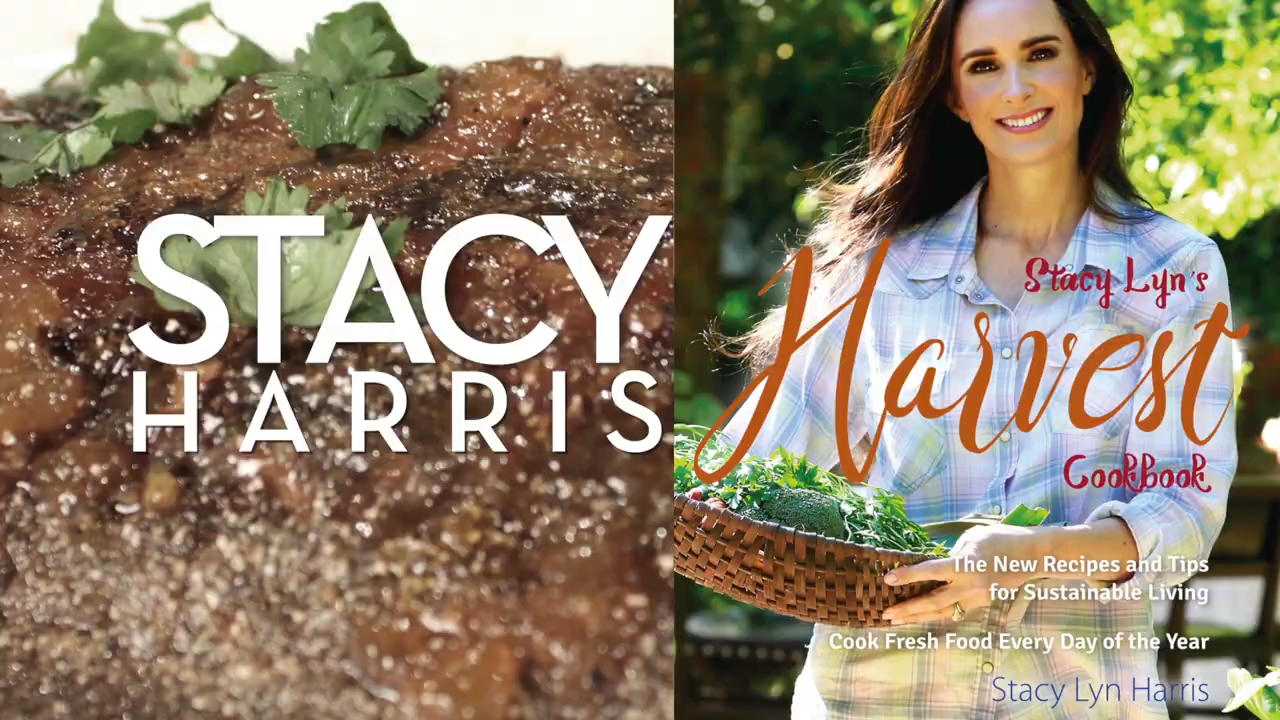 STACY
HARRIS
Stacy Lyn's
Harvest
Cookbook
The New Recipes and Tips
for Sustainable Living
Cook Fresh Food Every Day of the Year
Stacy Lyn Harris